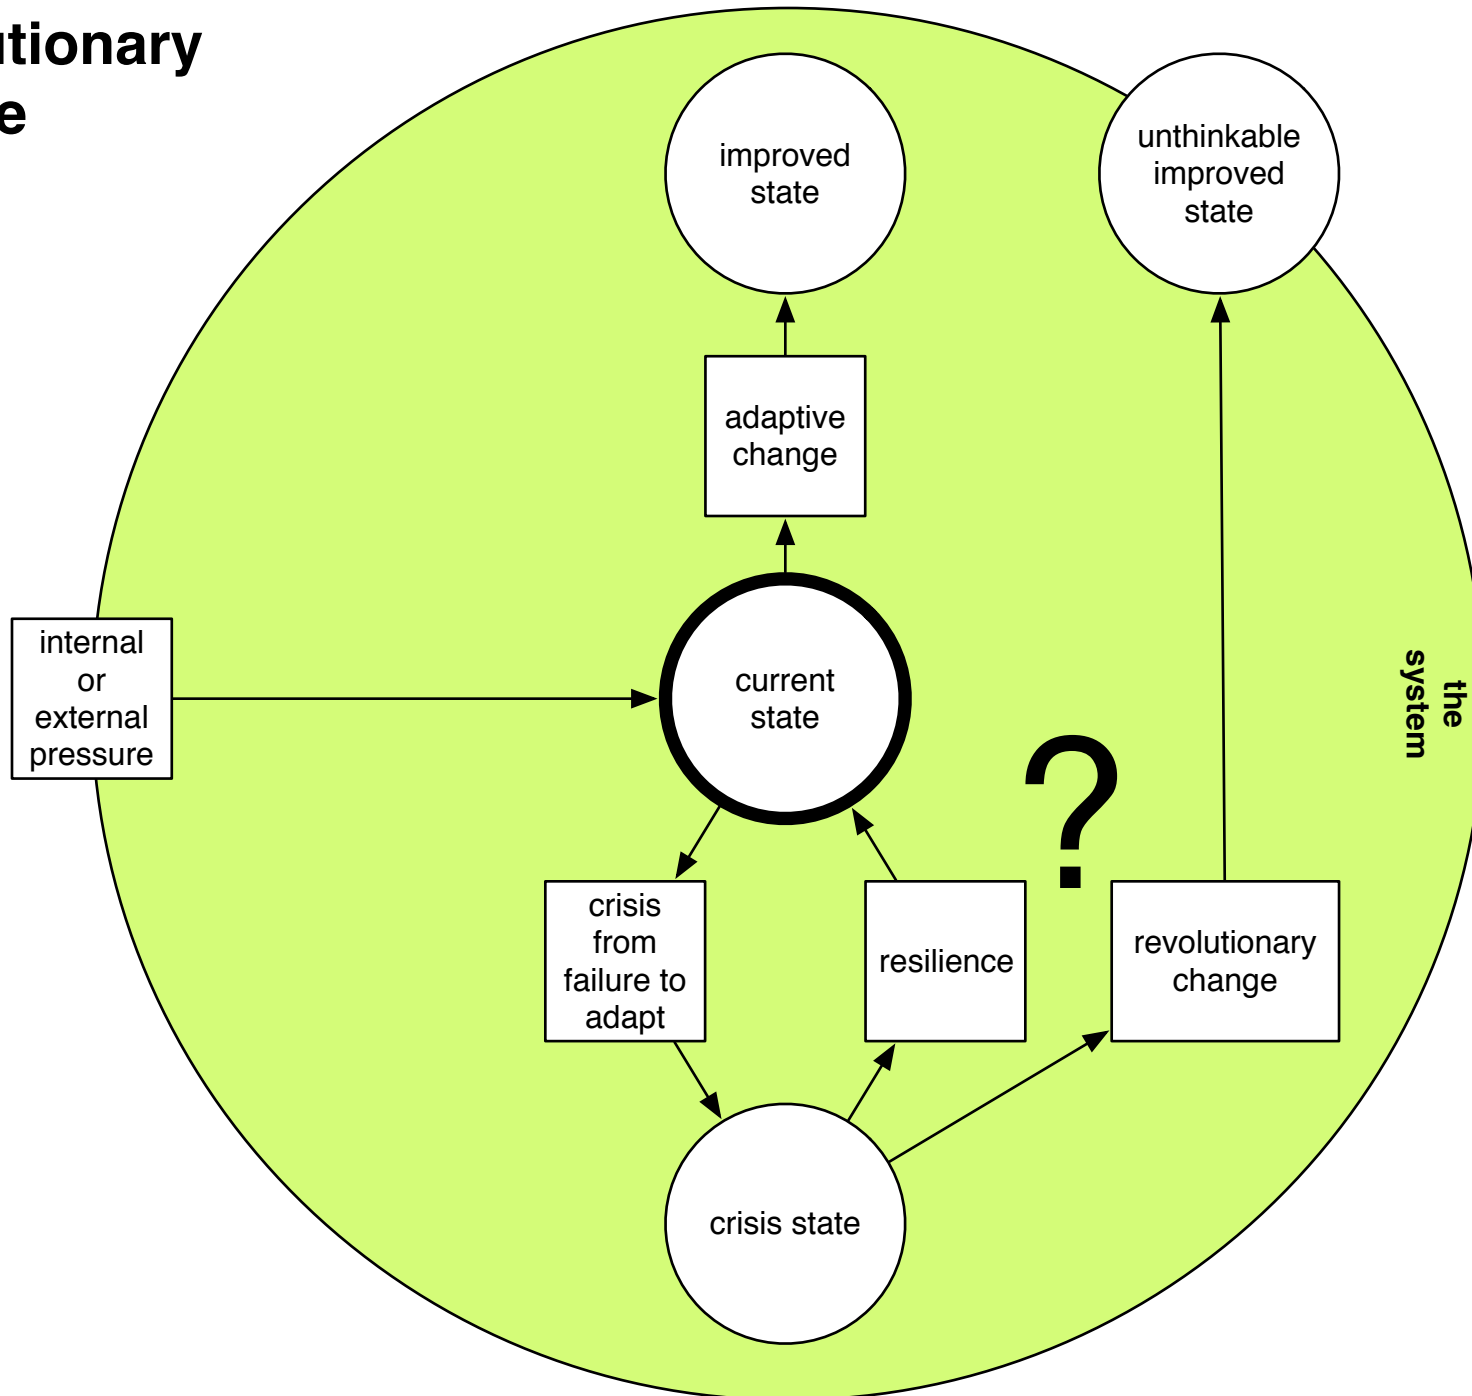 utionary
e
improved
state
unthinkable
improved
state
adaptive
change
internal
or
external
pressure
current
state
the
system
?
crisis
from
failure to
adapt
resilience
revolutionary
change
crisis state